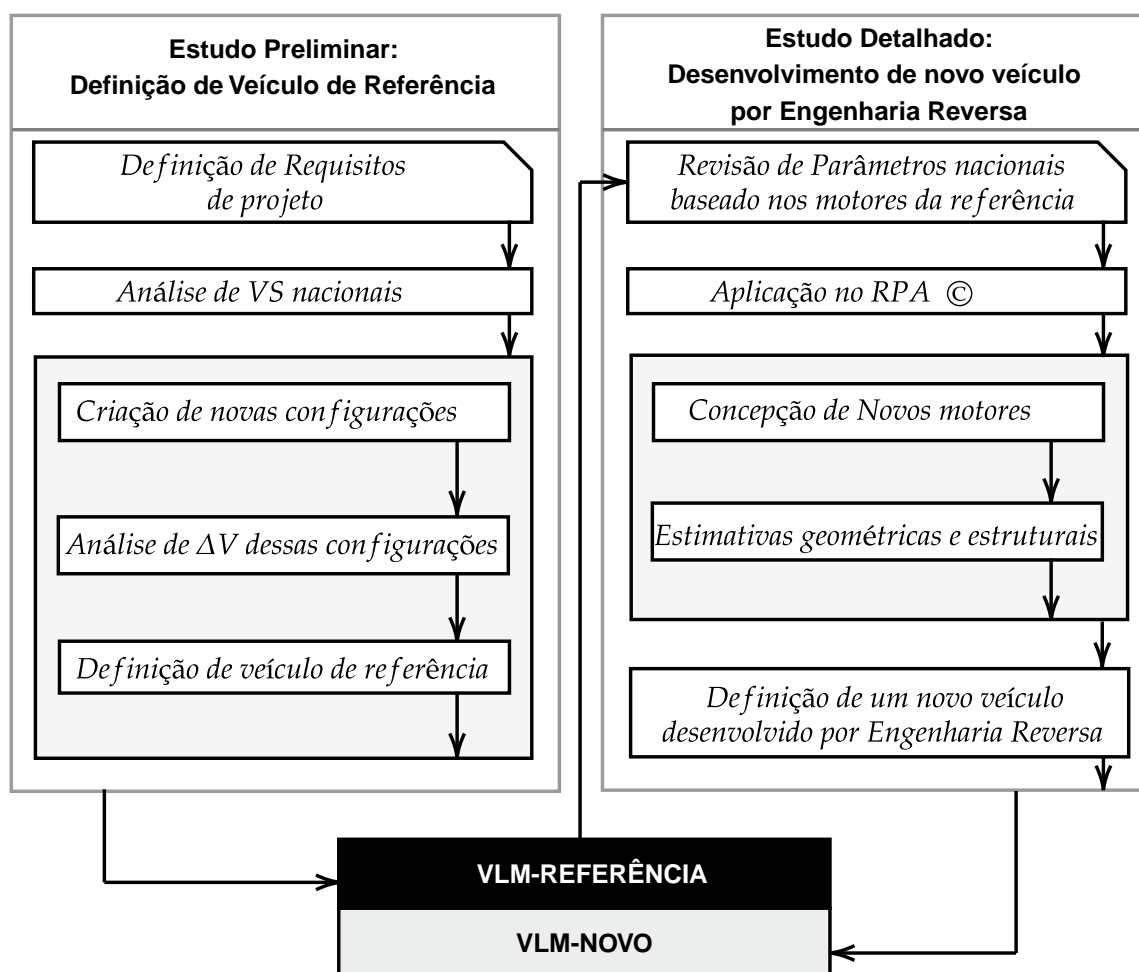 Estudo Preliminar:
Definição de Veículo de Referência
Definição de Requisitos
de projeto
Análise de VS nacionais
Criação de novas configurações
Análise de ΔV dessas configurações
Definição de veículo de referência
Estudo Detalhado:
Desenvolvimento de novo veículo
por Engenharia Reversa
Revisão de Parâmetros nacionais
baseado nos motores da referência
Aplicação no RPA ©
Concepção de Novos motores
Estimativas geométricas e estruturais
Definição de um novo veículo
desenvolvido por Engenharia Reversa
VLM-REFERÊNCIA
VLM-NOVO